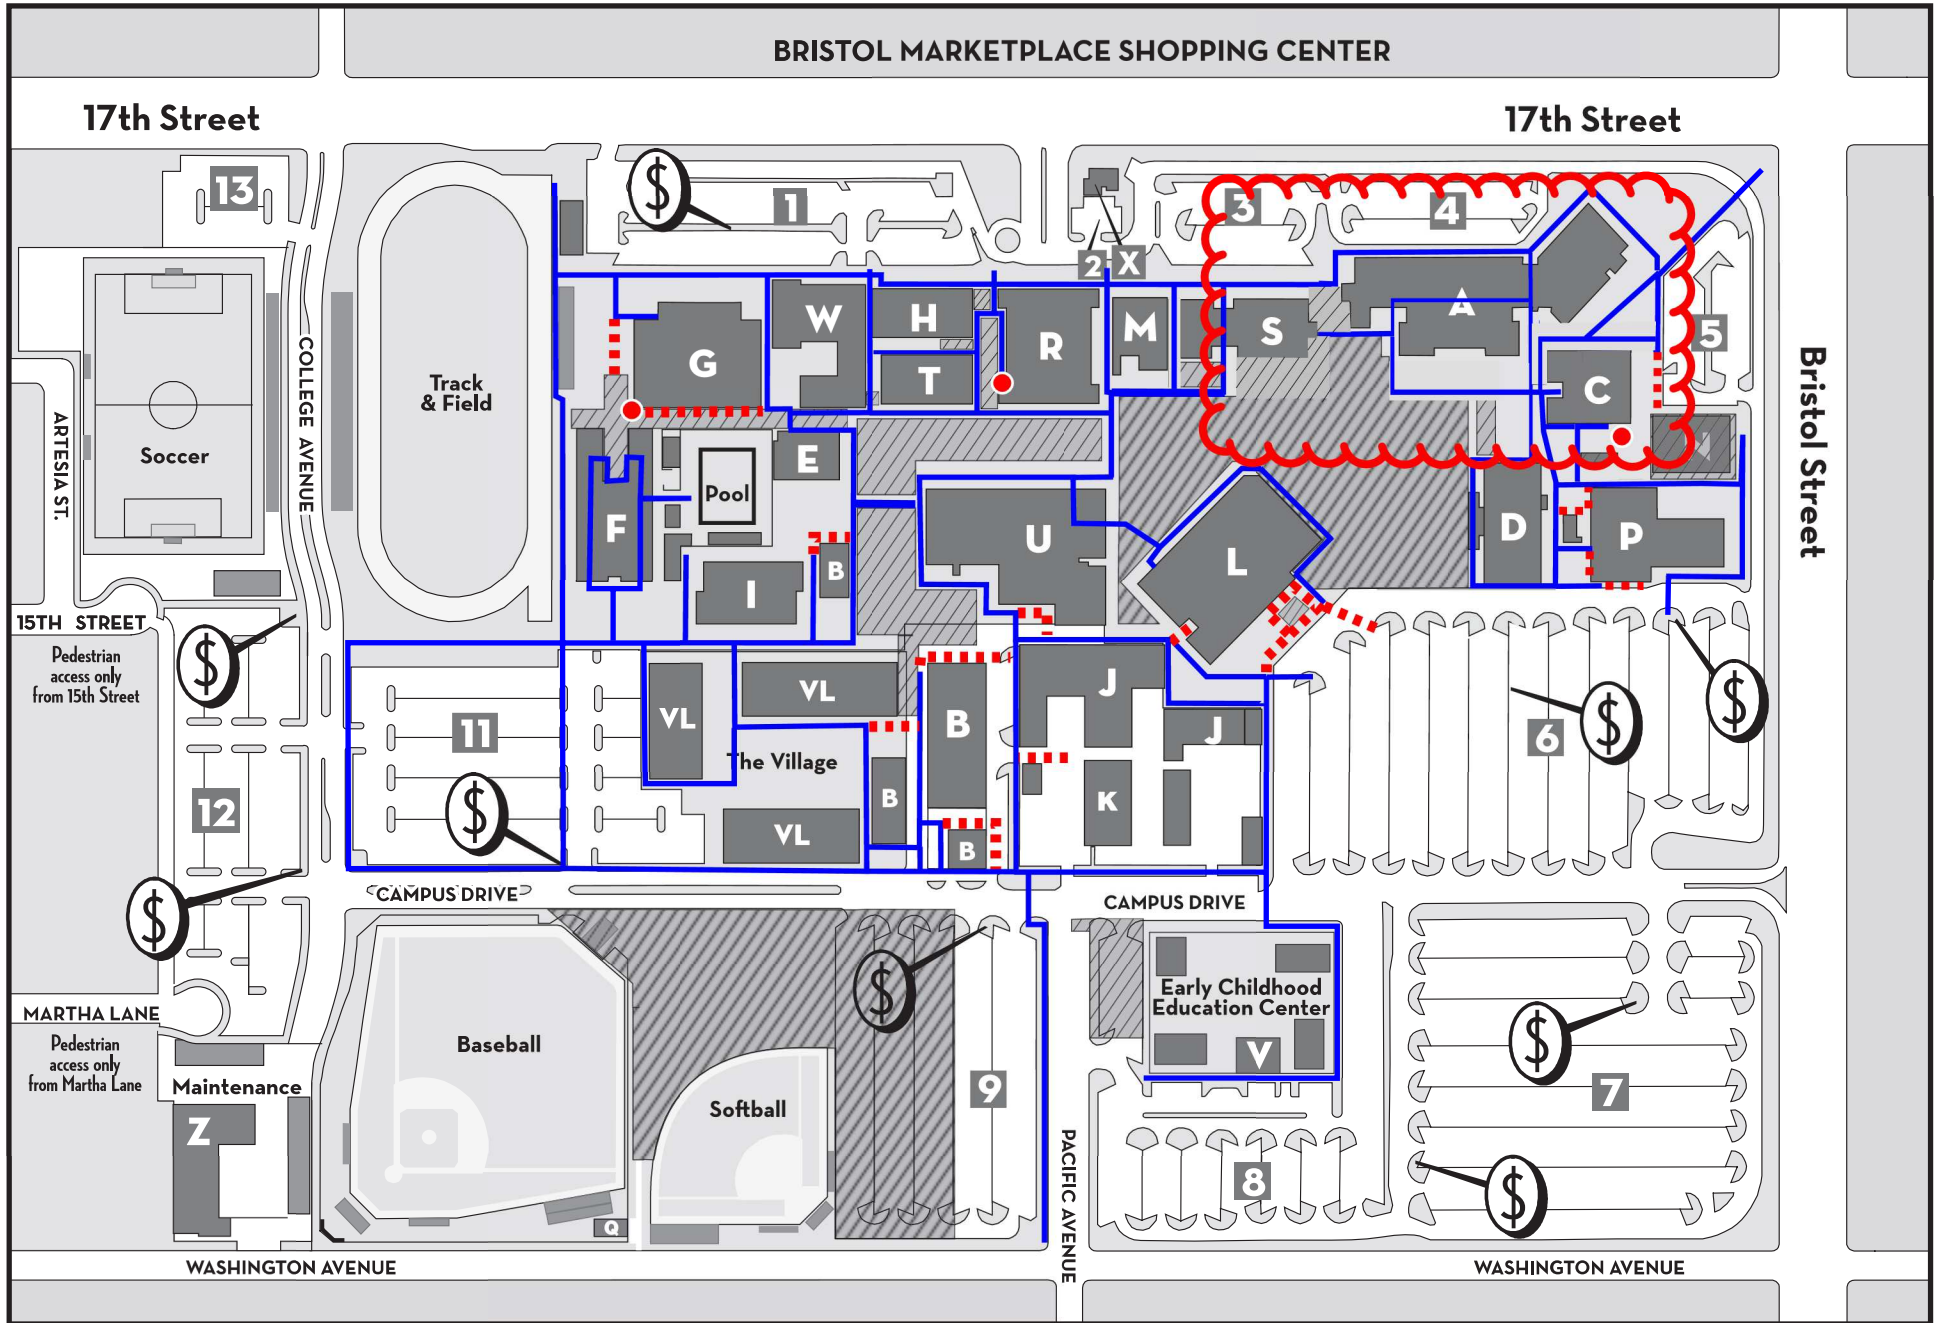 BRISTOL MARKETPLACE SHOPPING CENTER
17th Street
17th Street
13
$
1
3
4
2
X
5
W
H
G
T
R
M
S
A
C
COLLEGE AVENUE
Track
& Field
ARTESIA ST.
Soccer
Bristol Street
E
Pool
F
U
L
D
P
B
I
15TH STREET
Pedestrian
access only
from 15th Street
$
11
VL
VL
The Village
VL
B
B
B
J
J
K
6
$
$
12
$
$
CAMPUS DRIVE
CAMPUS DRIVE
MARTHA LANE
Pedestrian
access only
from Martha Lane
Maintenance
Z
Baseball
Softball
Q
$
9
Early Childhood
Education Center
V
8
PACIFIC AVENUE
$
7
$
WASHINGTON AVENUE
WASHINGTON AVENUE